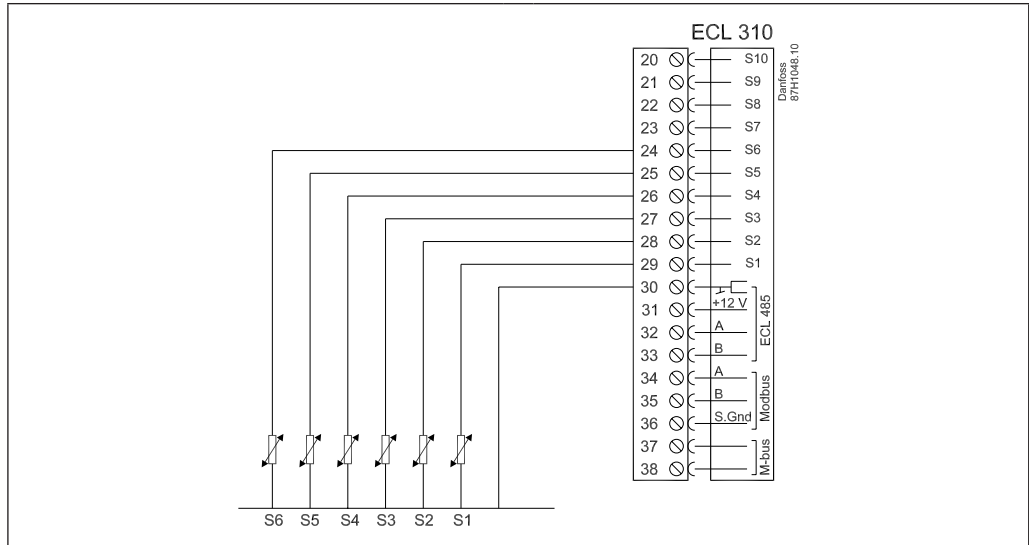 ECL 310
Danfoss
87H1048.10
20 S10
21 S9
22 S8
23 S7
24 S6
25 S5
26 S4
27 S3
28 S2
29 S1
30
31 +12 V
32 A
33 B
ECL 485
34 A
35 B
36 S.Gnd
Modbus
37
38
M-bus
S6 S5 S4 S3 S2 S1